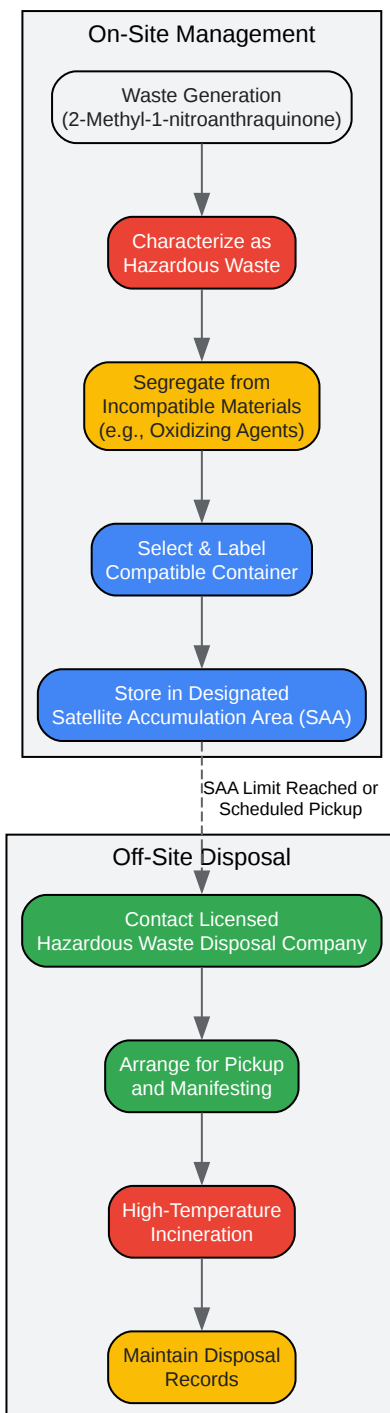 On-Site Management
Waste Generation
(2-Methyl-1-nitroanthraquinone)
Characterize as
Hazardous Waste
Segregate from
Incompatible Materials
(e.g., Oxidizing Agents)
Select & Label
Compatible Container
Store in Designated
Satellite Accumulation Area (SAA)
SAA Limit Reached or
Scheduled Pickup
Off-Site Disposal
Contact Licensed
Hazardous Waste Disposal Company
Arrange for Pickup
and Manifesting
High-Temperature
Incineration
Maintain Disposal
Records